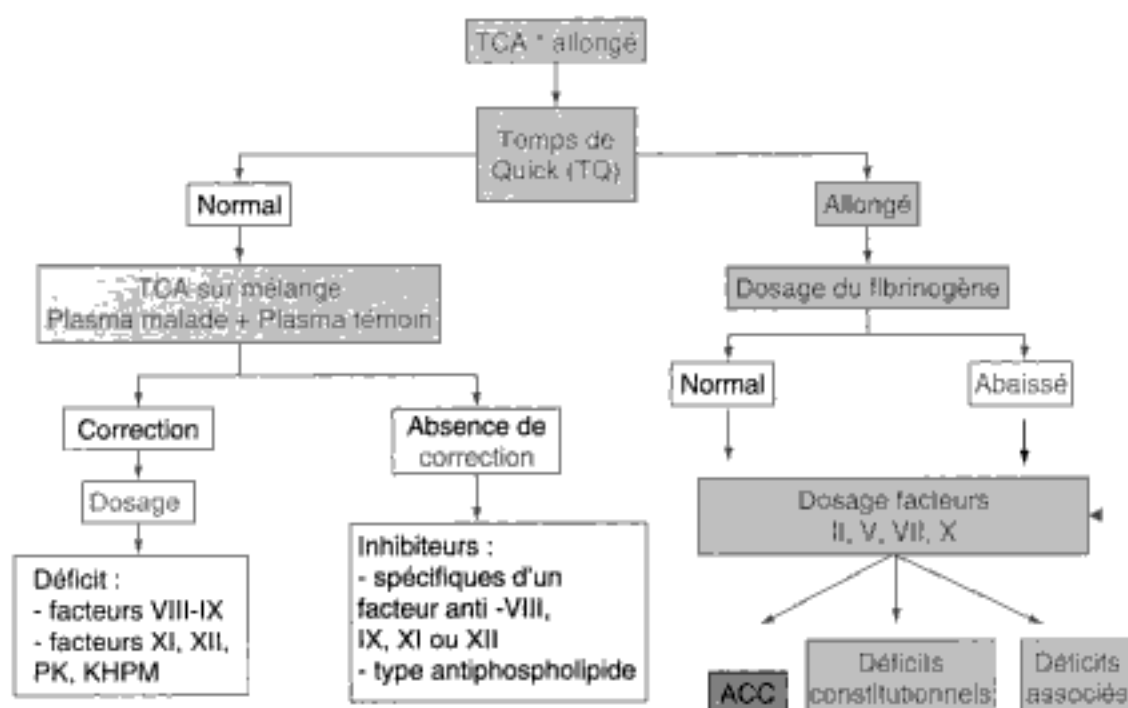 TCA * allongé
Temps de
Quick (TQ)
Normal
Allongé
TCA sur mélange
Plasma malade + Plasma témoin
Dosage du fibrinogène
Normal
Abaissé
Correction
Absence de
correction
Dosage
Dosage facteurs
II, V, VII, X
Déficit :
- facteurs VIII-IX
- facteurs XI, XII,
PK, KHPM
Inhibiteurs :
- spécifiques d'un
facteur anti -VIII,
IX, XI ou XII
- type antiphospholipide
ACC
Déficits
constitutionnels
Déficits
associés